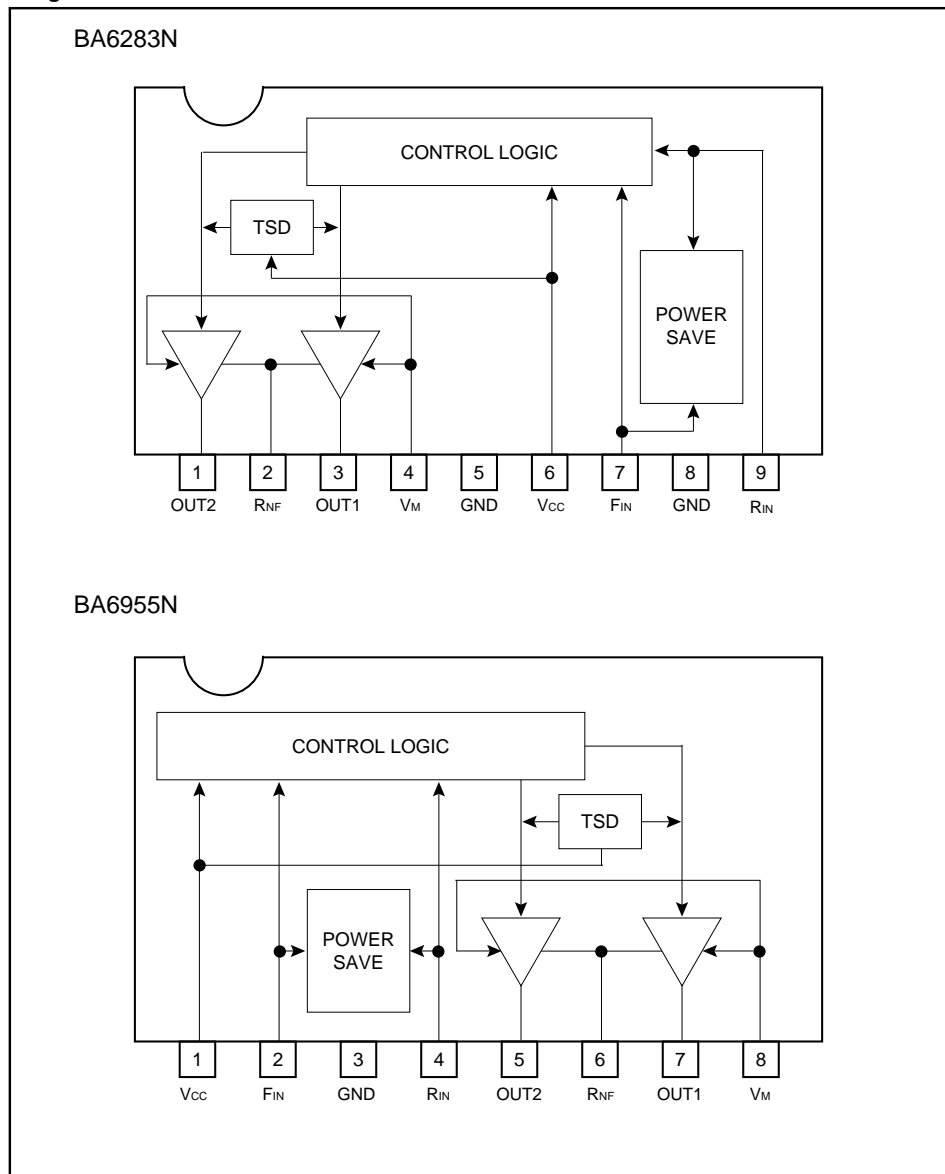 BA6283N
CONTROL LOGIC
TSD
POWER
SAVE
1 2 3 4 5 6 7 8 9
OUT2 RNF OUT1 VM GND VCC FIN GND RIN
BA6955N
CONTROL LOGIC
TSD
POWER
SAVE
1 2 3 4 5 6 7 8
VCC FIN GND RIN OUT2 RNF OUT1 VM